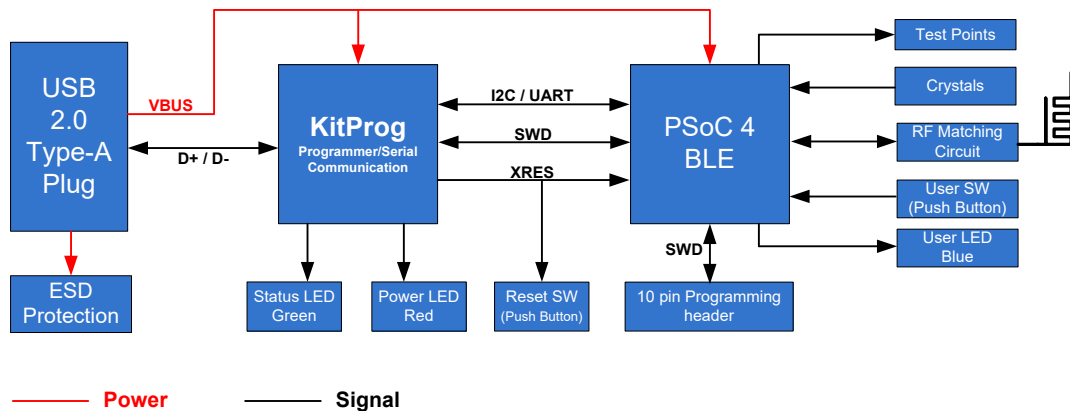 USB
2.0
Type-A
Plug
VBUS
D+ / D-
ESD
Protection
KitProg
Programmer/Serial
Communication
I2C / UART
SWD
XRES
PSoC 4
BLE
Test Points
Crystals
RF Matching
Circuit
User SW
(Push Button)
User LED
Blue
SWD
Status LED
Green
Power LED
Red
Reset SW
(Push Button)
10 pin Programming
header
Power
Signal